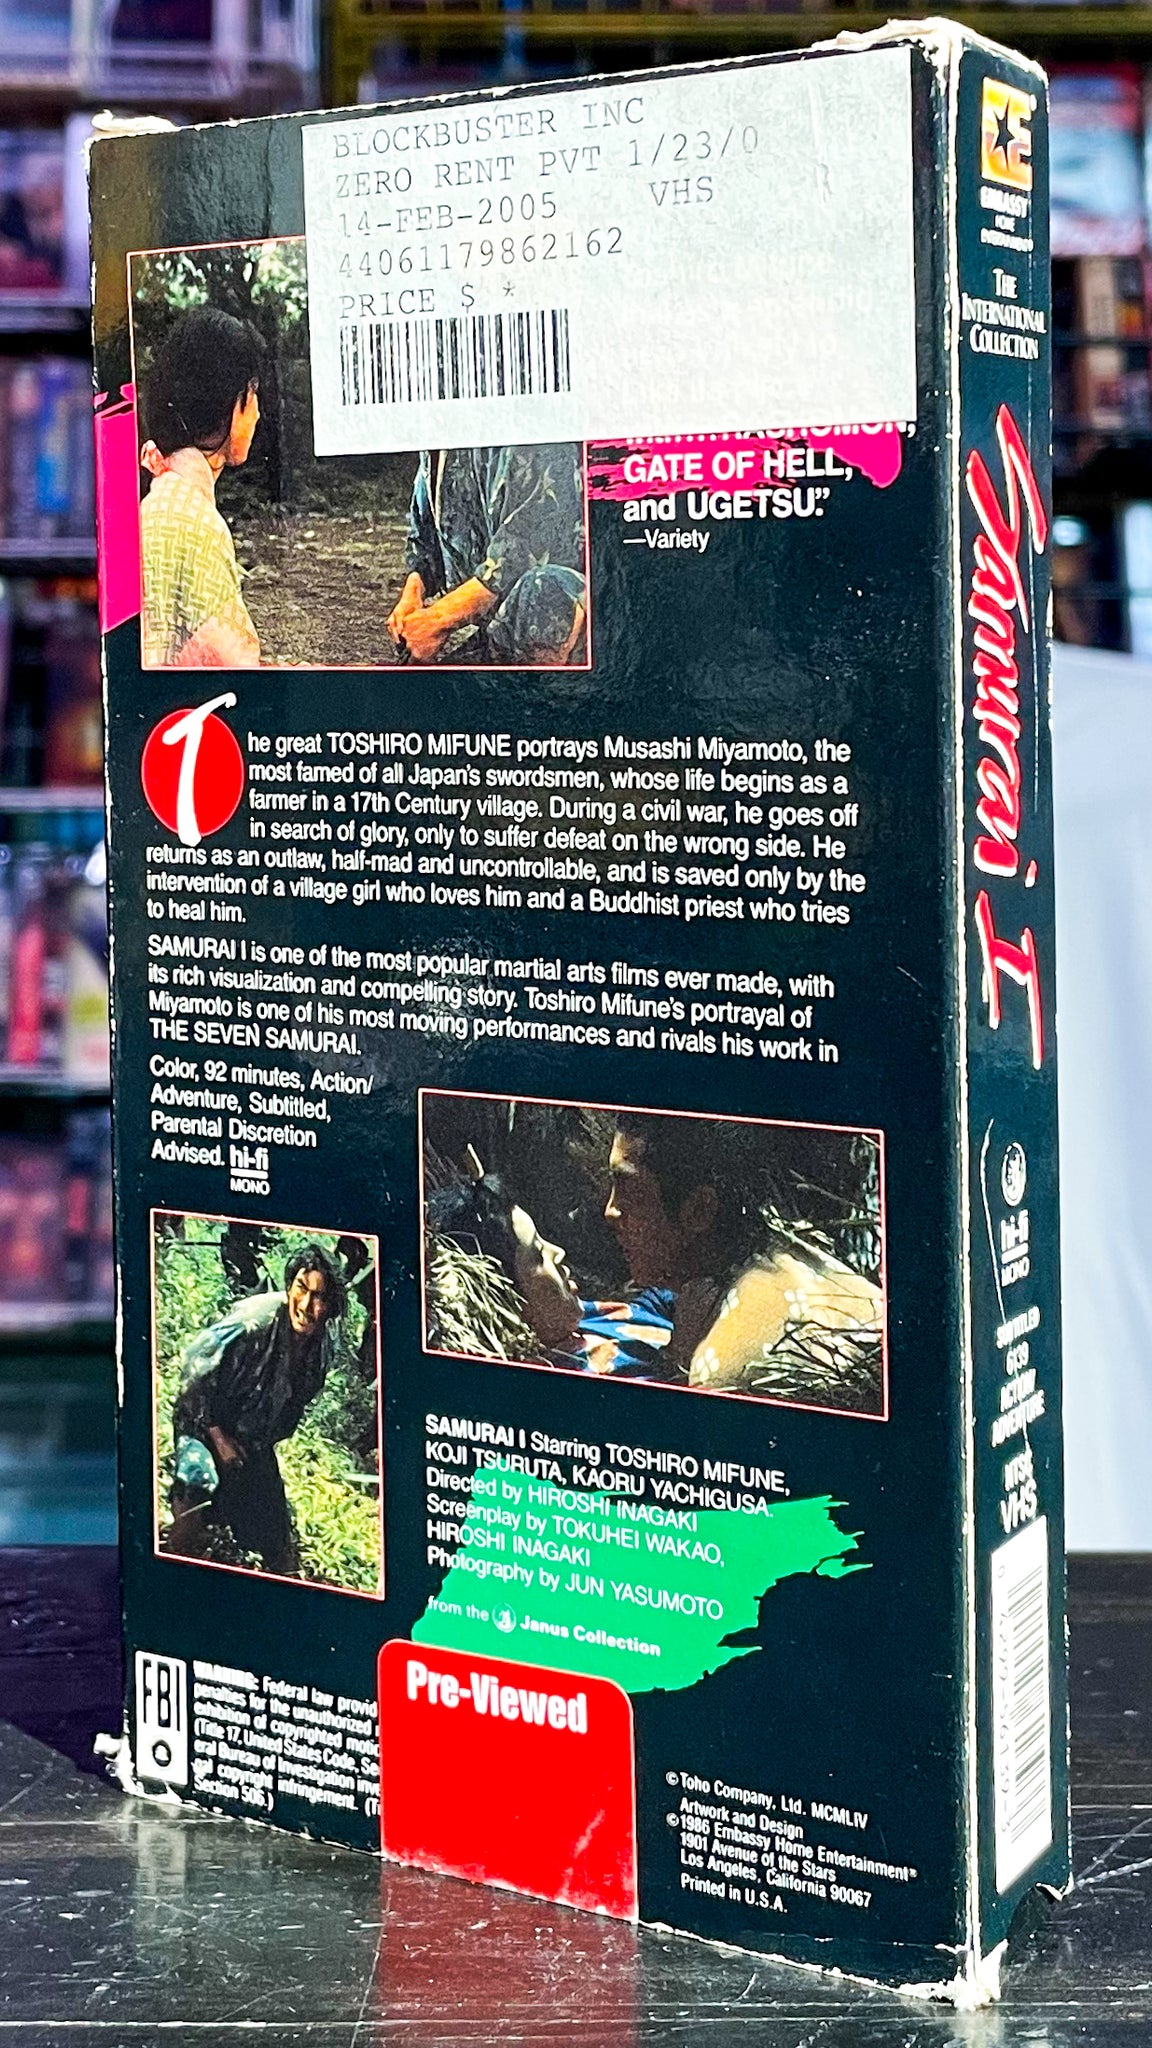 BLOCKBUSTER INC
ZERO RENT PVT 1/23/0
14-FEB-2005 VHS
44061179862162
PRICE $ *
GATE OF HELL,
and UGETSU."
—Variety
The great TOSHIRO MIFUNE portrays Musashi Miyamoto, the
most famed of all Japan's swordsmen, whose life begins as a
farmer in a 17th Century village. During a civil war, he goes off
in search of glory, only to suffer defeat on the wrong side. He
returns as an outlaw, half-mad and uncontrollable, and is saved only by the
intervention of a village girl who loves him and a Buddhist priest who tries
to heal him.
SAMURAI I is one of the most popular martial arts films ever made, with
its rich visualization and compelling story. Toshiro Mifune's portrayal of
Miyamoto is one of his most moving performances and rivals his work in
THE SEVEN SAMURAI.
Color, 92 minutes, Action/
Adventure, Subtitled,
Parental Discretion
Advised. hi-fi
MONO
SAMURAI I Starring TOSHIRO MIFUNE,
KOJI TSURUTA, KAORU YACHIGUSA.
Directed by HIROSHI INAGAKI
Screenplay by TOKUHEI WAKAO,
HIROSHI INAGAKI
Photography by JUN YASUMOTO
from the Janus Collection
Pre-Viewed
FBI
WARNING: Federal law
penalties for the unauthorized
exhibition of copyrighted
(Title 17, United States Code,
Bureau of Investigation
copyright infringement.
Section 506.)
© Toho Company, Ltd. MCMLIV
Artwork and Design
© 1986 Embassy Home Entertainment®
1901 Avenue of the Stars
Los Angeles, California 90067
Printed in U.S.A.
EMBASSY
HOME
ENTERTAINMENT
THE
INTERNATIONAL
COLLECTION
Samurai I
hi-fi
MONO
SUBTITLED
6139
ACTION/
ADVENTURE
NTSC
VHS